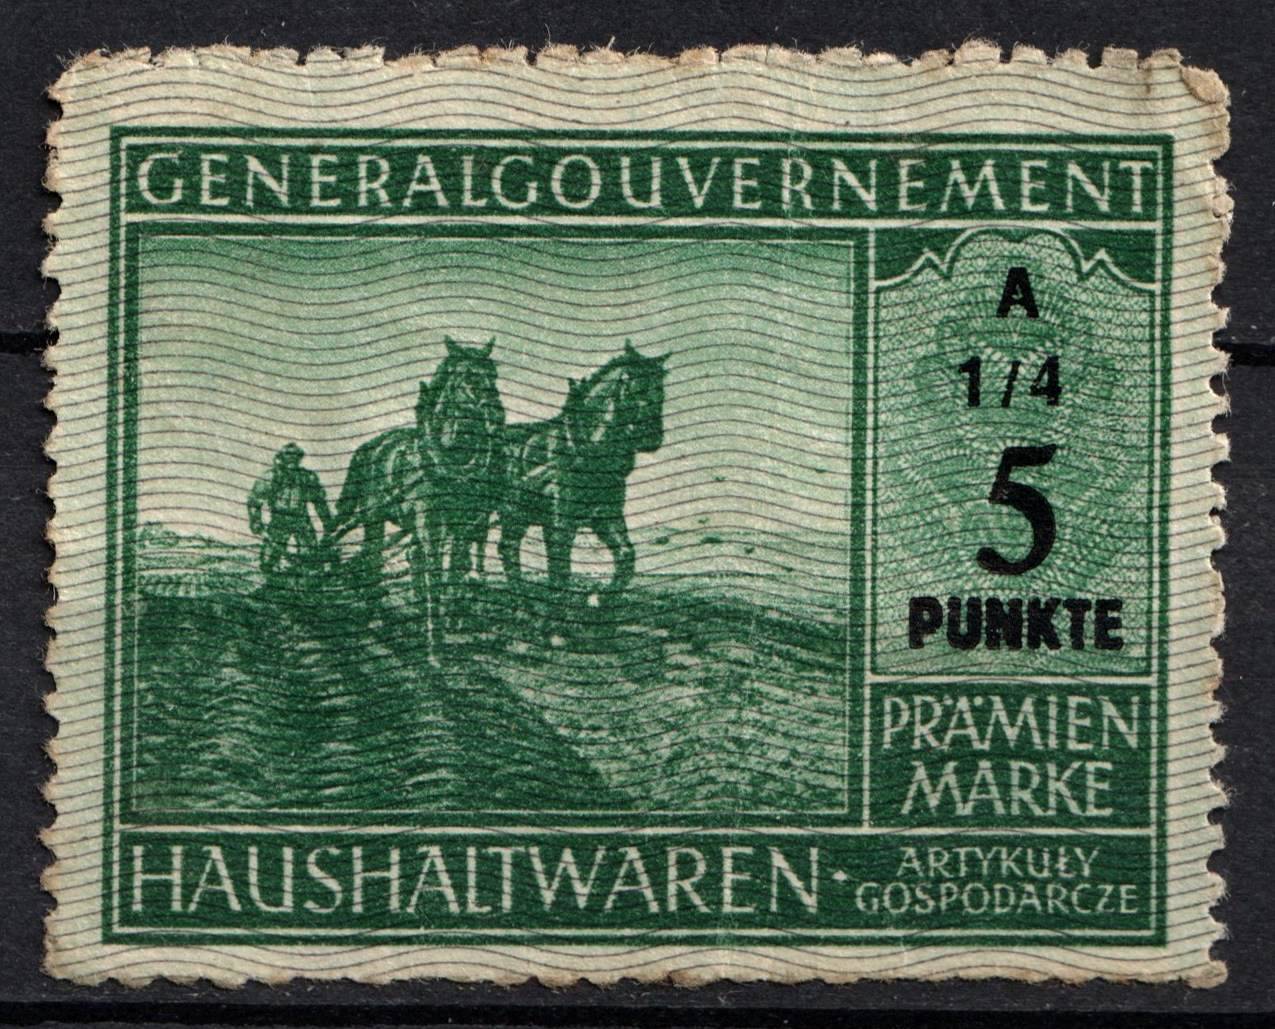 GENERALGOUVERNEMENT
A
1/4
5
PUNKTE
PRÄMIEN
MARKE
HAUSHALTWAREN · ARTYKUŁY
GOSPODARCZE